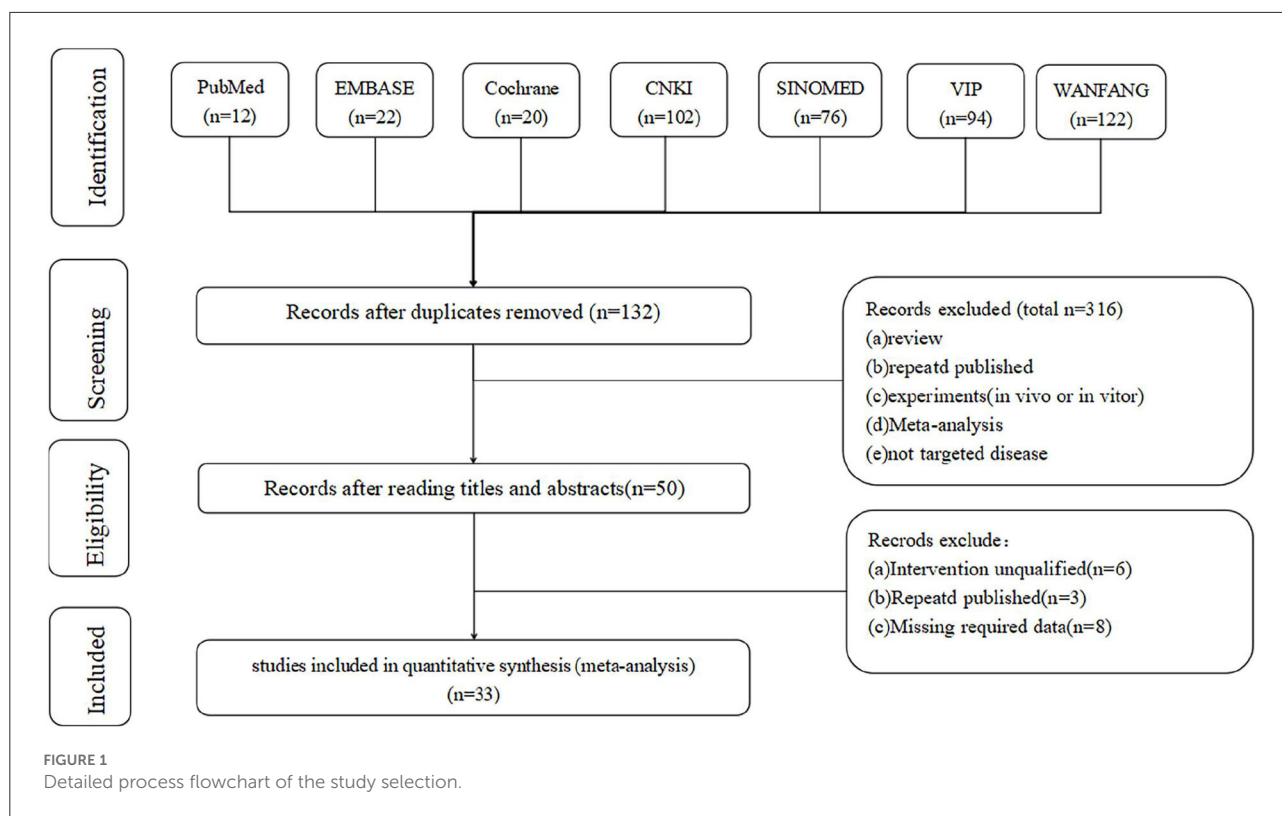 Identification
PubMed
(n=12)
EMBASE
(n=22)
Cochrane
(n=20)
CNKI
(n=102)
SINOMED
(n=76)
VIP
(n=94)
WANFANG
(n=122)
Screening
Records after duplicates removed (n=132)
Records excluded (total n=316)
(a)review
(b)repeatd published
(c)experiments(in vivo or in vitor)
(d)Meta-analysis
(e)not targeted disease
Eligibility
Records after reading titles and abstracts(n=50)
Recrods exclude：
(a)Intervention unqualified(n=6)
(b)Repeatd published(n=3)
(c)Missing required data(n=8)
Included
studies included in quantitative synthesis (meta-analysis)
(n=33)
FIGURE 1
Detailed process flowchart of the study selection.